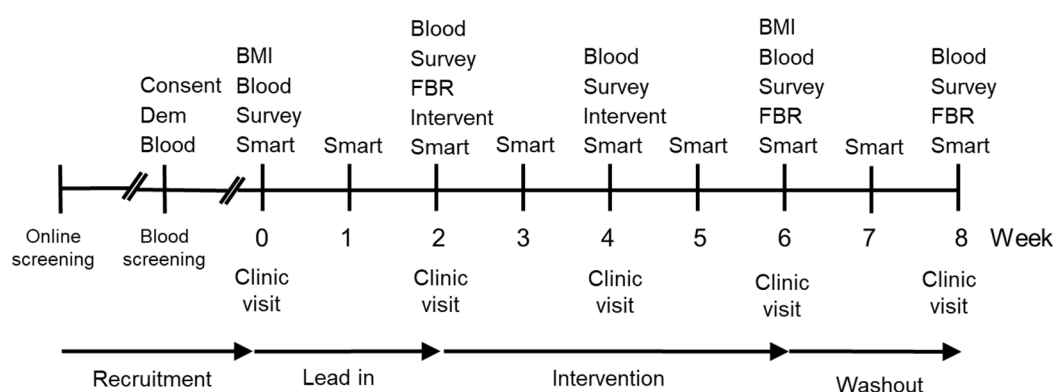 Consent
Dem
Blood
BMI
Blood
Survey
Smart
Smart
Blood
Survey
FBR
Intervent
Smart
Smart
Blood
Survey
Intervent
Smart
Smart
BMI
Blood
Survey
FBR
Smart
Smart
Blood
Survey
FBR
Smart
Online
screening
Blood
screening
0 1 2 3 4 5 6 7 8 Week
Clinic
visit
Clinic
visit
Clinic
visit
Clinic
visit
Clinic
visit
Recruitment Lead in Intervention Washout